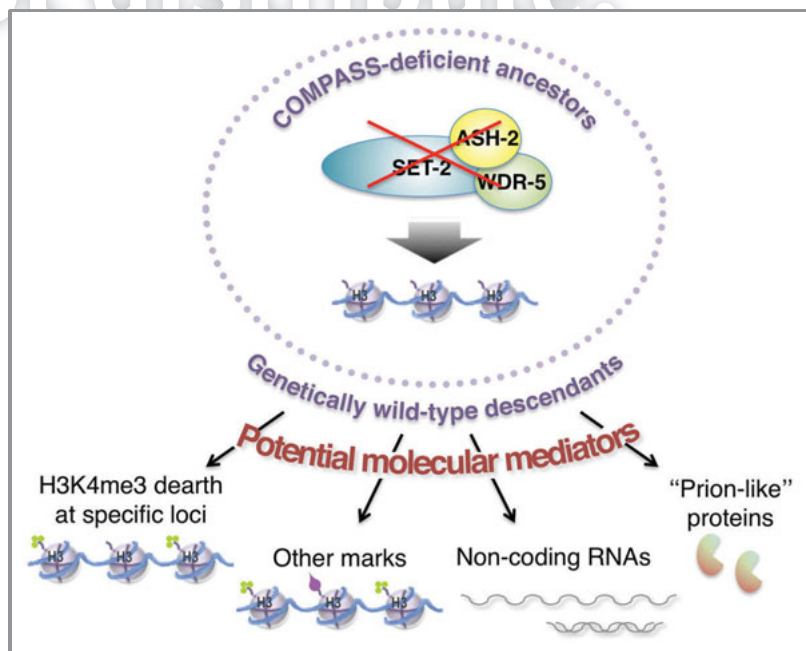 COMPASS-deficient ancestors
ASH-2
SET-2
WDR-5
H3
H3
H3
Genetically wild-type descendants
Potential molecular mediators
H3K4me3 dearth
at specific loci
H3
H3
H3
Other marks
H3
H3
H3
Non-coding RNAs
“Prion-like”
proteins